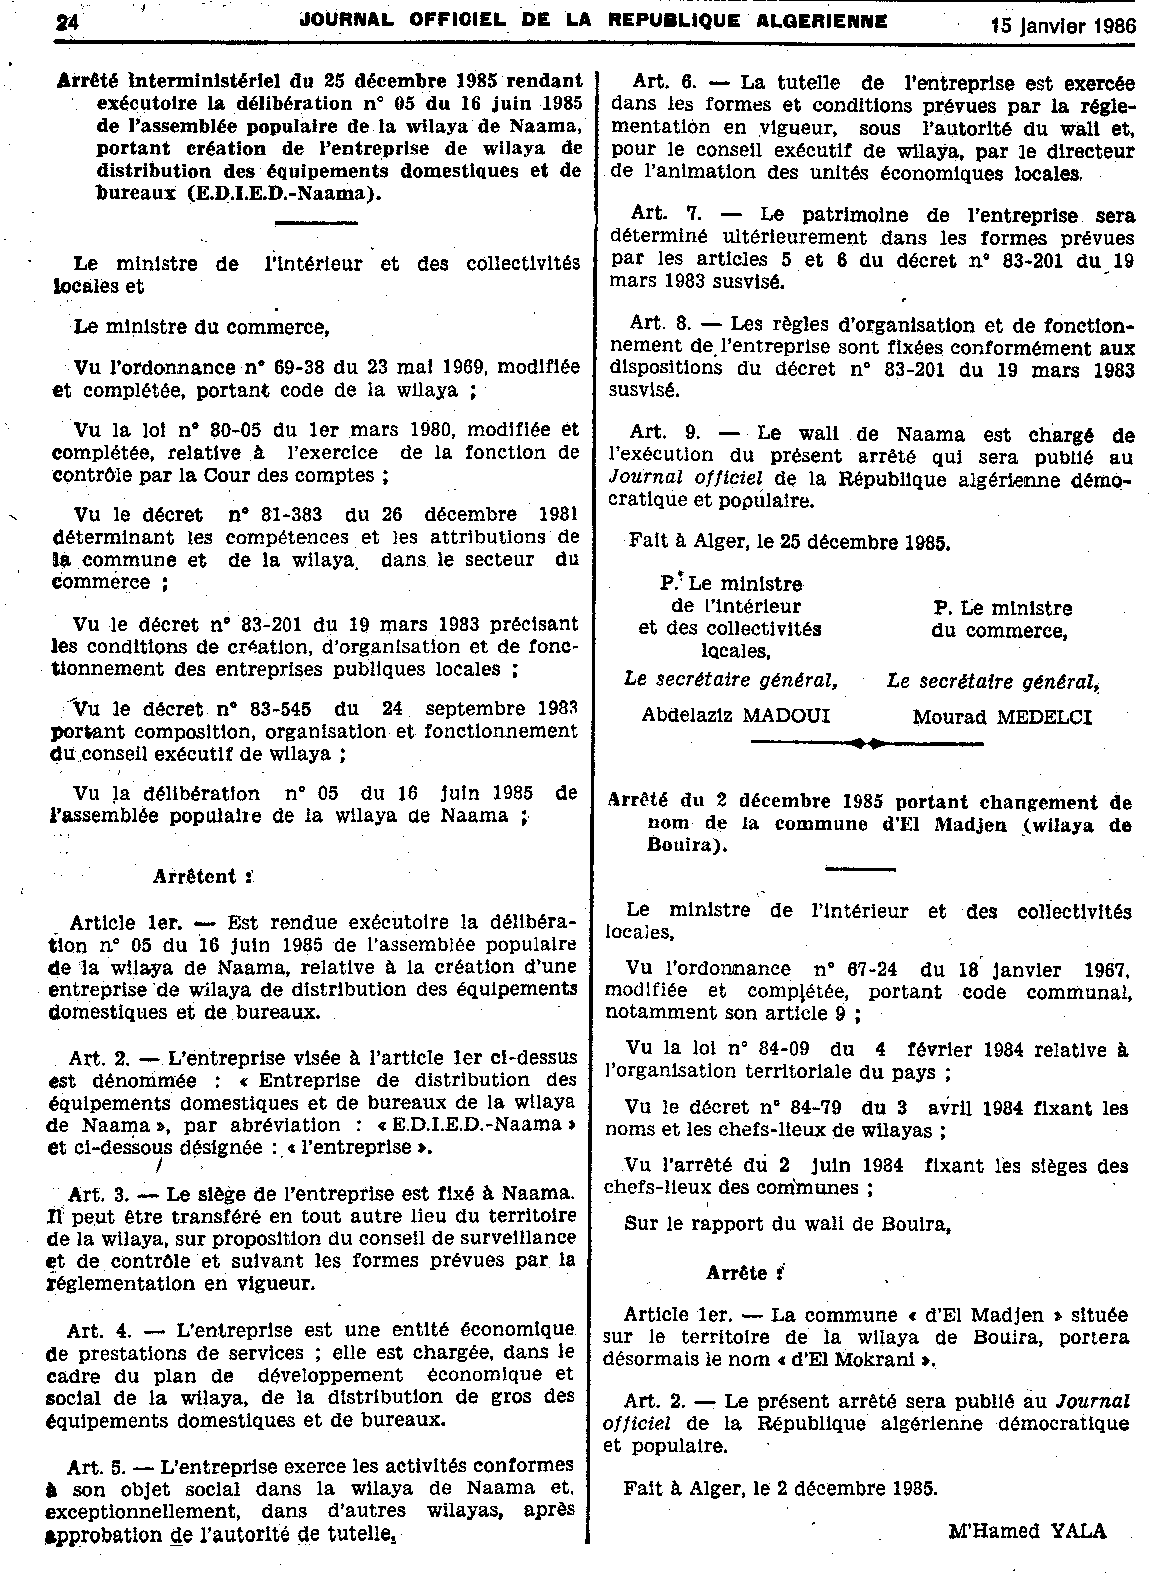 24
JOURNAL OFFICIEL DE LA REPUBLIQUE ALGERIENNE
15 janvier 1986
Arrêté interministériel du 25 décembre 1985 rendant
exécutoire la délibération n° 05 du 16 juin 1985
de l'assemblée populaire de la wilaya de Naama,
portant création de l'entreprise de wilaya de
distribution des équipements domestiques et de
bureaux (E.D.I.E.D.-Naama).
Le ministre de l'intérieur et des collectivités
locales et
Le ministre du commerce,
Vu l'ordonnance n° 69-38 du 23 mai 1969, modifiée
et complétée, portant code de la wilaya ;
Vu la loi n° 80-05 du 1er mars 1980, modifiée et
complétée, relative à l'exercice de la fonction de
contrôle par la Cour des comptes ;
Vu le décret n° 81-383 du 26 décembre 1981
déterminant les compétences et les attributions de
la commune et de la wilaya, dans le secteur du
commerce ;
Vu le décret n° 83-201 du 19 mars 1983 précisant
les conditions de création, d'organisation et de fonc-
tionnement des entreprises publiques locales ;
Vu le décret n° 83-545 du 24 septembre 1983
portant composition, organisation et fonctionnement
du conseil exécutif de wilaya ;
Vu la délibération n° 05 du 16 juin 1985 de
l'assemblée populaire de la wilaya de Naama ;
Arrêtent :
Article 1er. — Est rendue exécutoire la délibéra-
tion n° 05 du 16 juin 1985 de l'assemblée populaire
de la wilaya de Naama, relative à la création d'une
entreprise de wilaya de distribution des équipements
domestiques et de bureaux.
Art. 2. — L'entreprise visée à l'article 1er ci-dessus
est dénommée : « Entreprise de distribution des
équipements domestiques et de bureaux de la wilaya
de Naama », par abréviation : « E.D.I.E.D.-Naama »
et ci-dessous désignée : « l'entreprise ».
Art. 3. — Le siège de l'entreprise est fixé à Naama.
Il peut être transféré en tout autre lieu du territoire
de la wilaya, sur proposition du conseil de surveillance
et de contrôle et suivant les formes prévues par la
réglementation en vigueur.
Art. 4. — L'entreprise est une entité économique
de prestations de services ; elle est chargée, dans le
cadre du plan de développement économique et
social de la wilaya, de la distribution de gros des
équipements domestiques et de bureaux.
Art. 5. — L'entreprise exerce les activités conformes
à son objet social dans la wilaya de Naama et,
exceptionnellement, dans d'autres wilayas, après
approbation de l'autorité de tutelle.
Art. 6. — La tutelle de l'entreprise est exercée
dans les formes et conditions prévues par la régle-
mentation en vigueur, sous l'autorité du wali et,
pour le conseil exécutif de wilaya, par le directeur
de l'animation des unités économiques locales.
Art. 7. — Le patrimoine de l'entreprise sera
déterminé ultérieurement dans les formes prévues
par les articles 5 et 6 du décret n° 83-201 du 19
mars 1983 susvisé.
Art. 8. — Les règles d'organisation et de fonction-
nement de l'entreprise sont fixées conformément aux
dispositions du décret n° 83-201 du 19 mars 1983
susvisé.
Art. 9. — Le wali de Naama est chargé de
l'exécution du présent arrêté qui sera publié au
Journal officiel de la République algérienne démo-
cratique et populaire.
Fait à Alger, le 25 décembre 1985.
P. Le ministre
de l'intérieur
et des collectivités
locales,
Le secrétaire général,
Abdelaziz MADOUI
P. Le ministre
du commerce,
Le secrétaire général,
Mourad MEDELCI
Arrêté du 2 décembre 1985 portant changement de
nom de la commune d'El Madjen (wilaya de
Bouira).
Le ministre de l'intérieur et des collectivités
locales,
Vu l'ordonnance n° 67-24 du 18 janvier 1967,
modifiée et complétée, portant code communal,
notamment son article 9 ;
Vu la loi n° 84-09 du 4 février 1984 relative à
l'organisation territoriale du pays ;
Vu le décret n° 84-79 du 3 avril 1984 fixant les
noms et les chefs-lieux de wilayas ;
Vu l'arrêté du 2 juin 1984 fixant les sièges des
chefs-lieux des communes ;
Sur le rapport du wali de Bouira,
Arrête :
Article 1er. — La commune « d'El Madjen » située
sur le territoire de la wilaya de Bouira, portera
désormais le nom « d'El Mokrani ».
Art. 2. — Le présent arrêté sera publié au Journal
officiel de la République algérienne démocratique
et populaire.
Fait à Alger, le 2 décembre 1985.
M'Hamed YALA